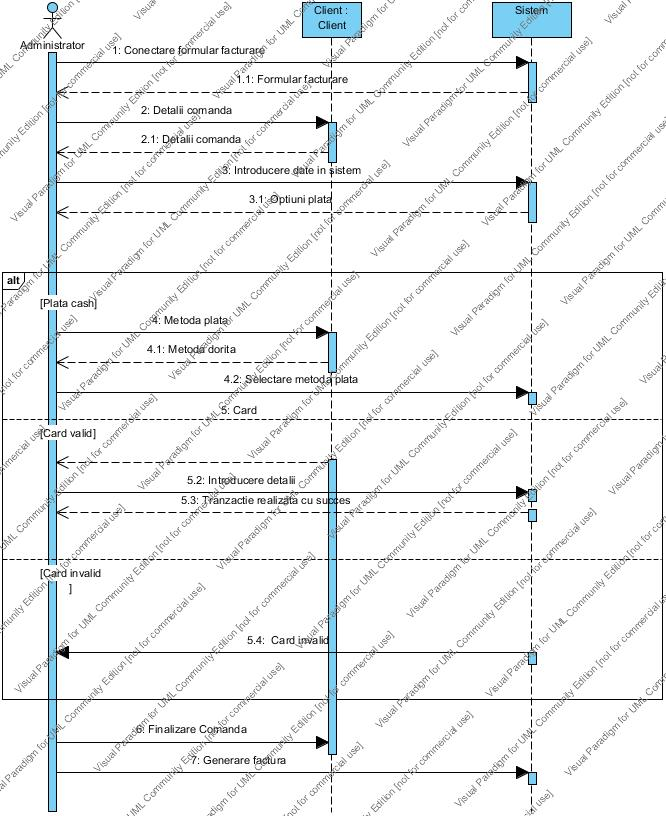 Client :
Client
Sistem
Administrator
1: Conectare formular facturare
1.1: Formular facturare
2: Detalii comanda
2.1: Detalii comanda
3: Introducere date in sistem
3.1: Optiuni plata
alt
[Plata cash]
4: Metoda plata
4.1: Metoda dorita
4.2: Selectare metoda plata
5: Card
[Card valid]
5.2: Introducere detalii
5.3: Tranzactie realizata cu succes
[Card invalid
]
5.4: Card invalid
6: Finalizare Comanda
7: Generare factura
Visual Paradigm for UML Community Edition [not for commercial use]